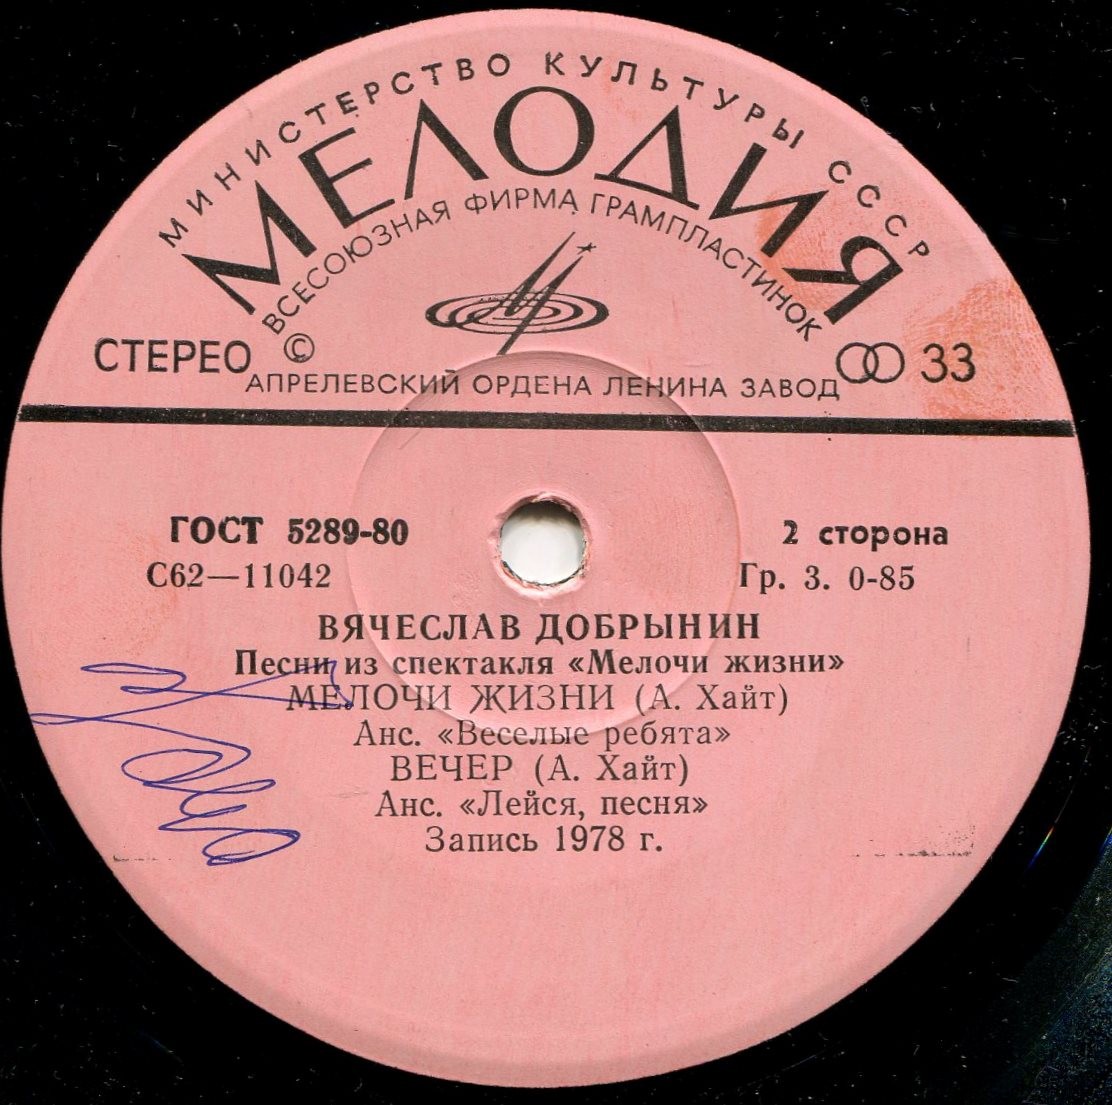 МИНИСТЕРСТВО КУЛЬТУРЫ СССР
МЕЛОДИЯ
ВСЕСОЮЗНАЯ ФИРМА ГРАМПЛАСТИНОК
СТЕРЕО © 33
АПРЕЛЕВСКИЙ ОРДЕНА ЛЕНИНА ЗАВОД
ГОСТ 5289-80 2 сторона
С62—11042 Гр. 3. 0-85
ВЯЧЕСЛАВ ДОБРЫНИН
Песни из спектакля «Мелочи жизни»
МЕЛОЧИ ЖИЗНИ (А. Хайт)
Анс. «Веселые ребята»
ВЕЧЕР (А. Хайт)
Анс. «Лейся, песня»
Запись 1978 г.